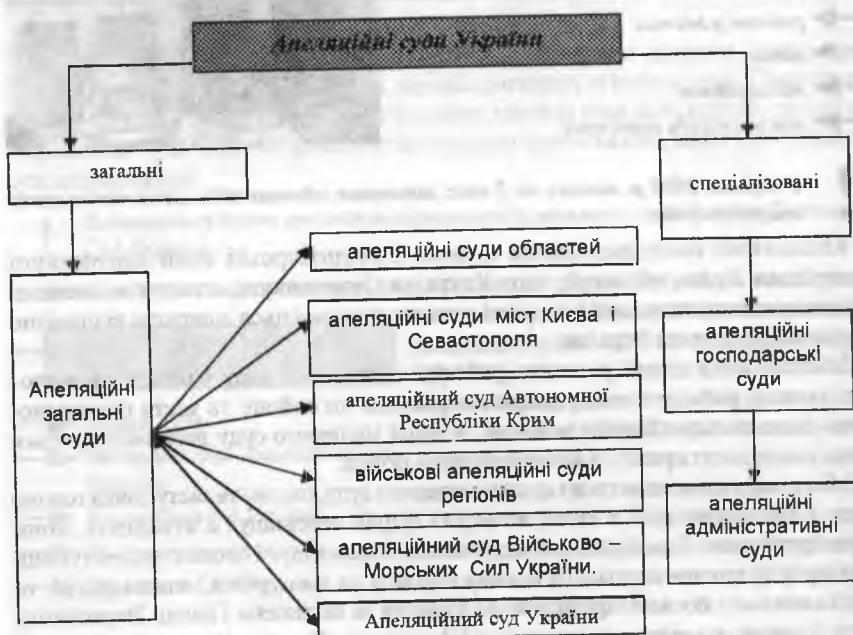 Апеляційні суди України
загальні
спеціалізовані
Апеляційні
загальні
суди
апеляційні суди областей
апеляційні суди міст Києва і
Севастополя
апеляційний суд Автономної
Республіки Крим
військові апеляційні суди
регіонів
апеляційний суд Військово –
Морських Сил України.
Апеляційний суд України
апеляційні
господарські
суди
апеляційні
адміністративні
суди